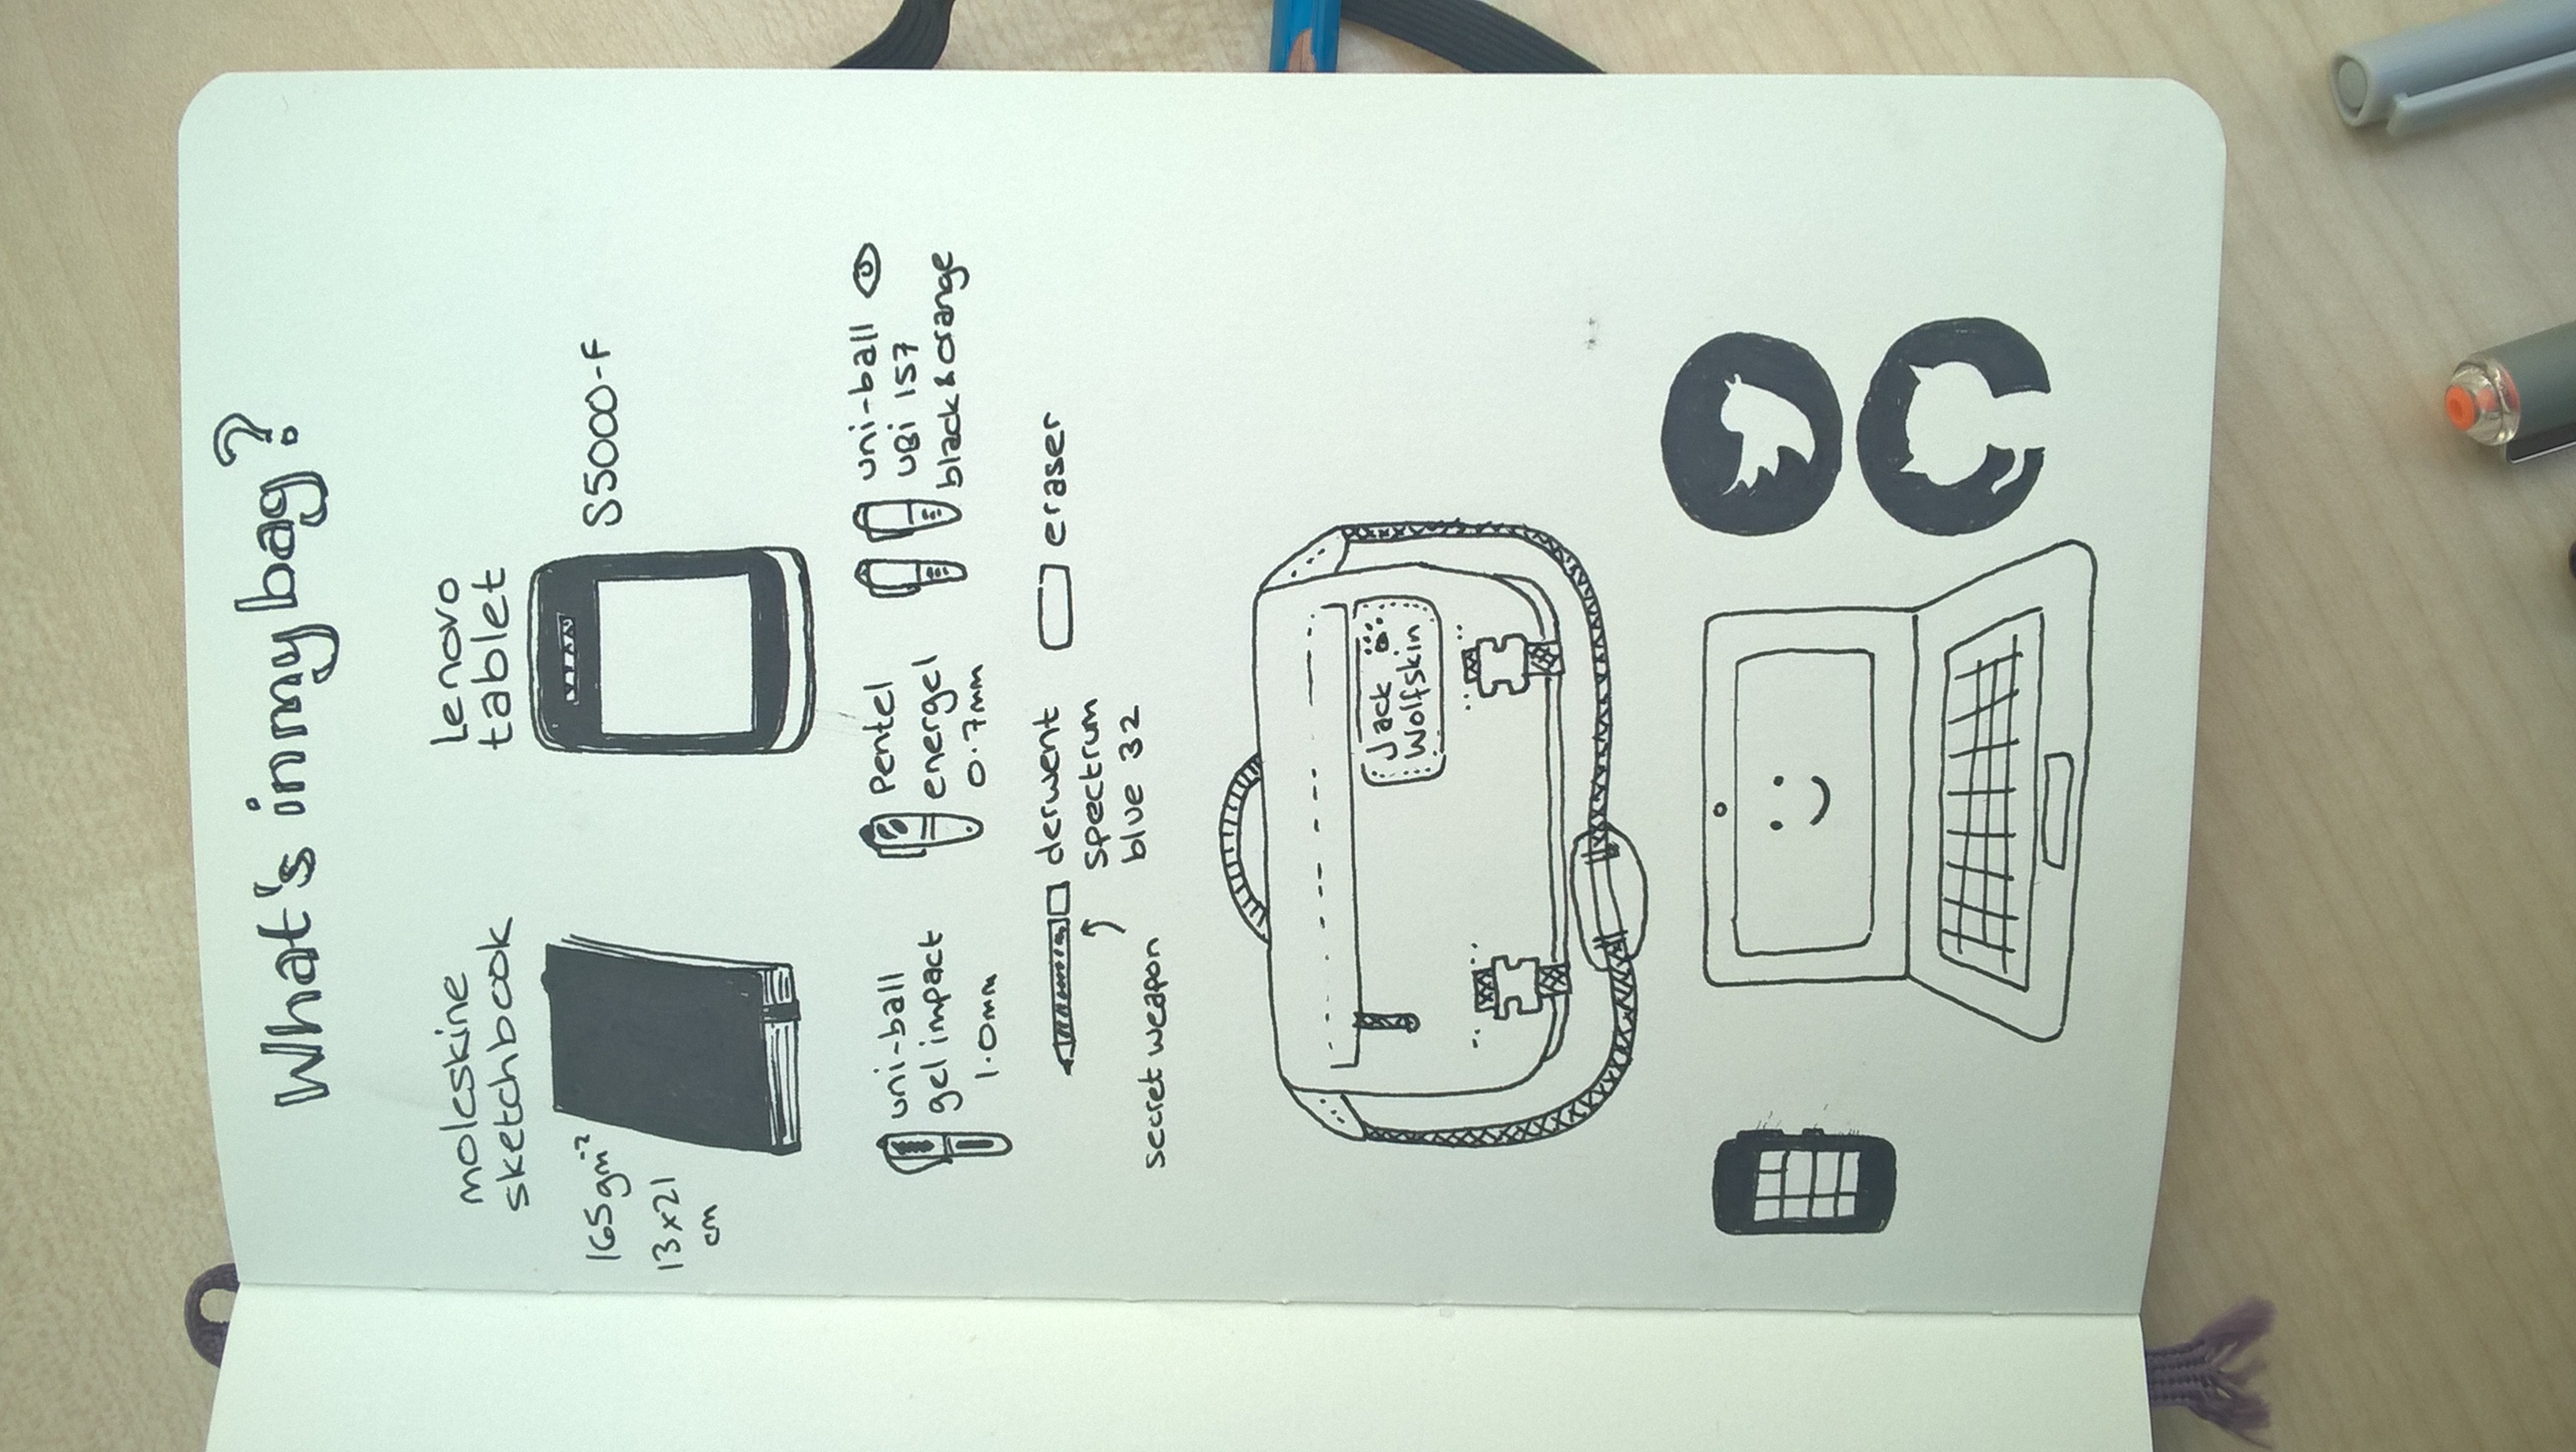 What's in my bag?
moleskine
sketchbook
165gm⁻²
13x21
cm
Lenovo
tablet
S5000-F
uni-ball
gel impact
1.0mm
Pentel
energel
0.7mm
uni-ball
UBi 157
black & orange
derwent
spectrum
blue 32
secret weapon
eraser
Jack
Wolfskin